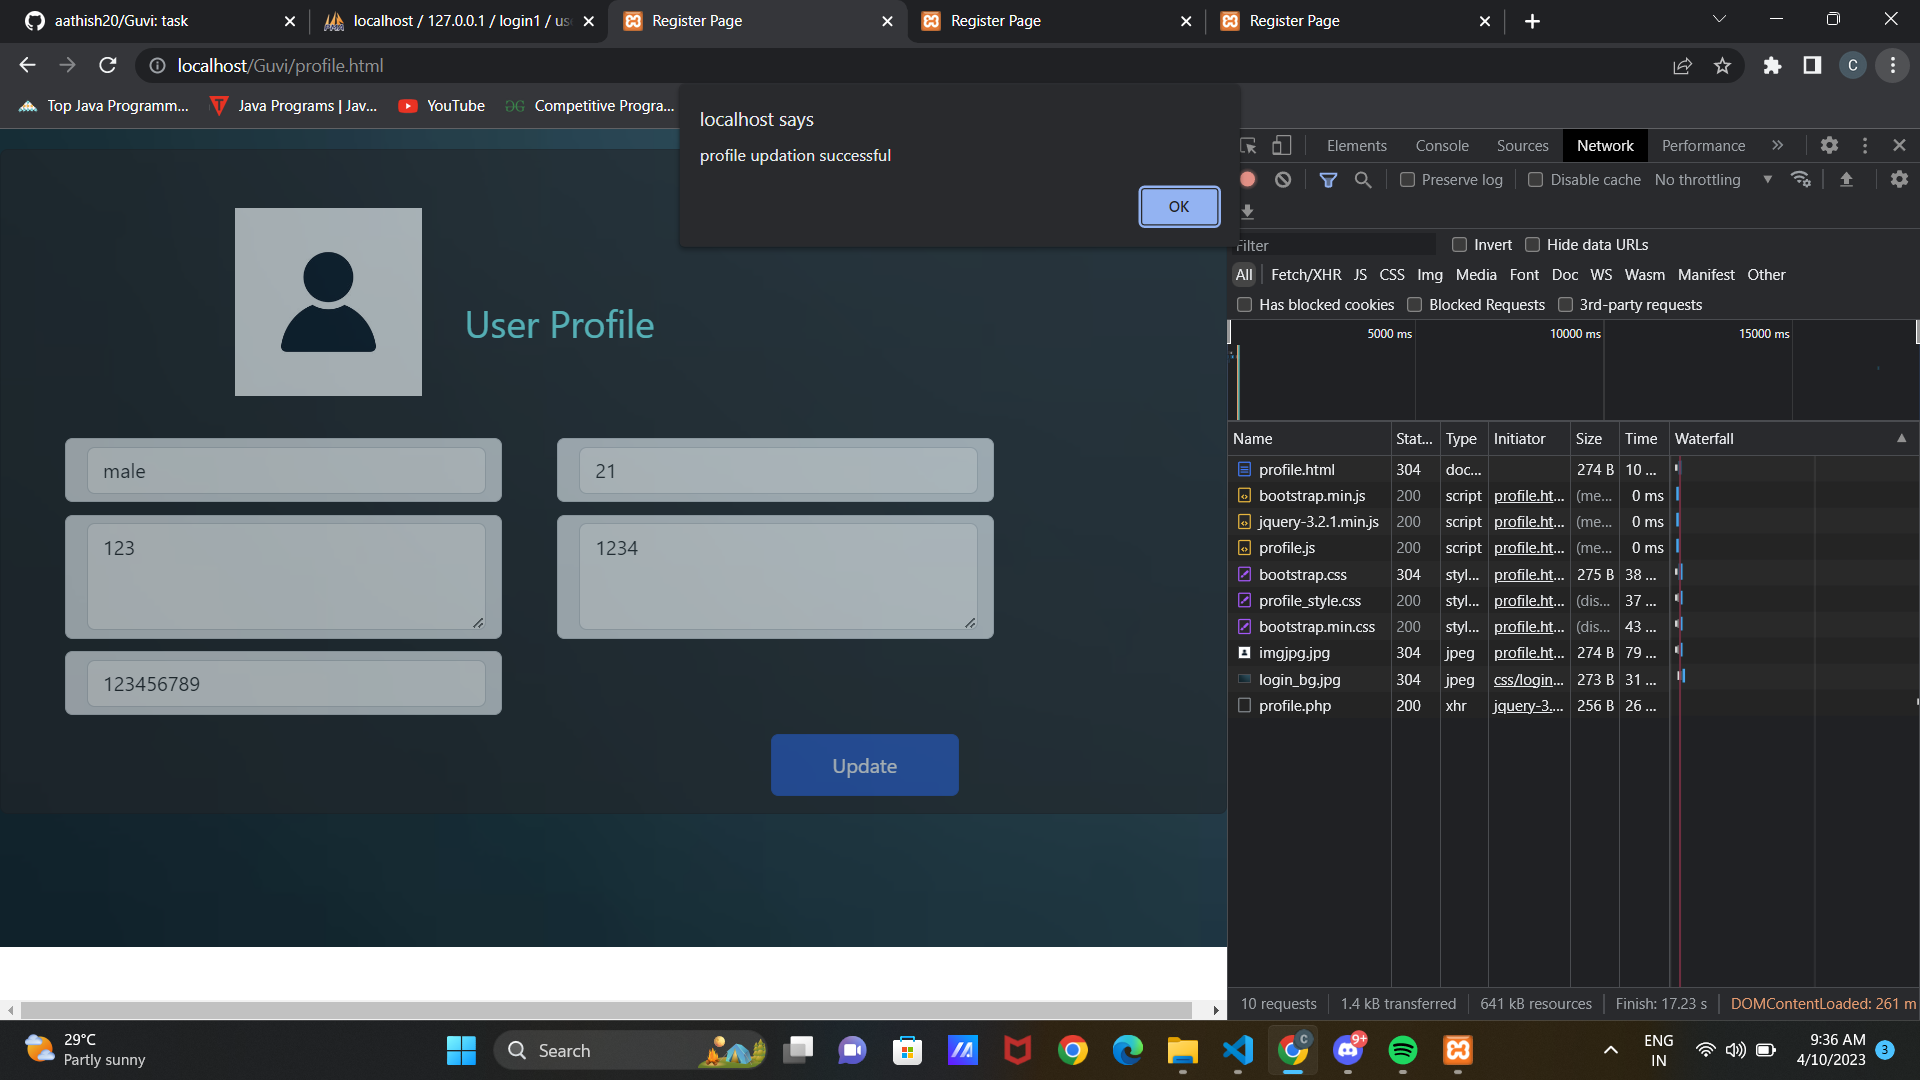 aathish20/Guvi: task
localhost / 127.0.0.1 / login1 / us
Register Page
Register Page
Register Page
localhost/Guvi/profile.html
C
Top Java Programm...
Java Programs | Jav...
YouTube
Competitive Progra...
localhost says
profile updation successful
OK
User Profile
male
21
123
1234
123456789
Update
Elements
Console
Sources
Network
Performance
Preserve log
Disable cache
No throttling
Filter
Invert
Hide data URLs
All
Fetch/XHR
JS
CSS
Img
Media
Font
Doc
WS
Wasm
Manifest
Other
Has blocked cookies
Blocked Requests
3rd-party requests
5000 ms
10000 ms
15000 ms
Name Stat... Type Initiator Size Time Waterfall
profile.html 304 doc... 274 B 10 ...
bootstrap.min.js 200 script profile.ht... (me... 0 ms
jquery-3.2.1.min.js 200 script profile.ht... (me... 0 ms
profile.js 200 script profile.ht... (me... 0 ms
bootstrap.css 304 styl... profile.ht... 275 B 38 ...
profile_style.css 200 styl... profile.ht... (dis... 37 ...
bootstrap.min.css 200 styl... profile.ht... (dis... 43 ...
imgjpg.jpg 304 jpeg profile.ht... 274 B 79 ...
login_bg.jpg 304 jpeg css/login... 273 B 31 ...
profile.php 200 xhr jquery-3.... 256 B 26 ...
10 requests
1.4 kB transferred
641 kB resources
Finish: 17.23 s
DOMContentLoaded: 261 m
29°C
Partly sunny
Search
C
9+
ENG
IN
9:36 AM
4/10/2023
3